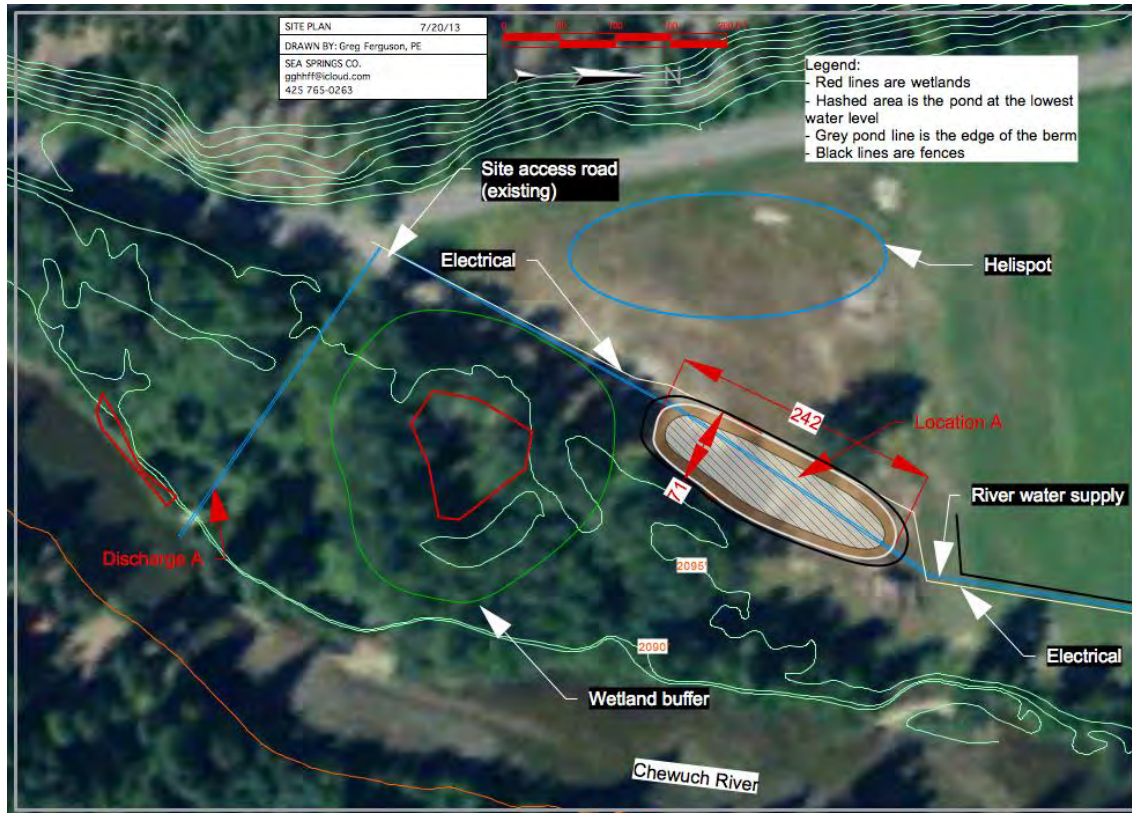 SITE PLAN 7/20/13
DRAWN BY: Greg Ferguson, PE
SEA SPRINGS CO.
gghhff@icloud.com
425 765-0263
0
100
N
Legend:
- Red lines are wetlands
- Hashed area is the pond at the lowest
water level
- Grey pond line is the edge of the berm
- Black lines are fences
Site access road
(existing)
Electrical
Helispot
242
Location A
71
River water supply
Discharge A
2095'
2090'
Electrical
Wetland buffer
Chewuch River